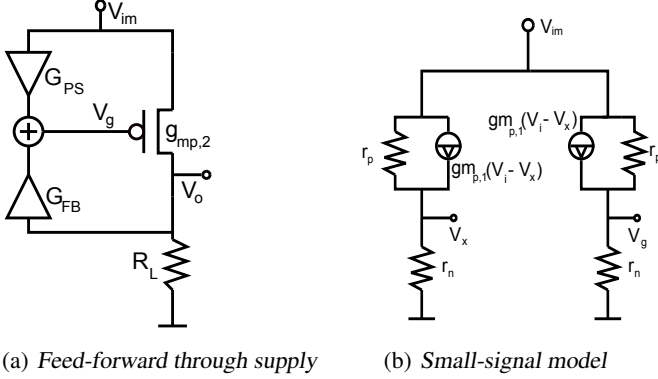 V_im
G_PS
+
V_g
g_mp,2
V_o
G_FB
R_L
(a) Feed-forward through supply
V_im
gm_p,1(V_i - V_x)
r_p
gm_p,1(V_i - V_x)
r_p
V_x
V_g
r_n
r_n
(b) Small-signal model